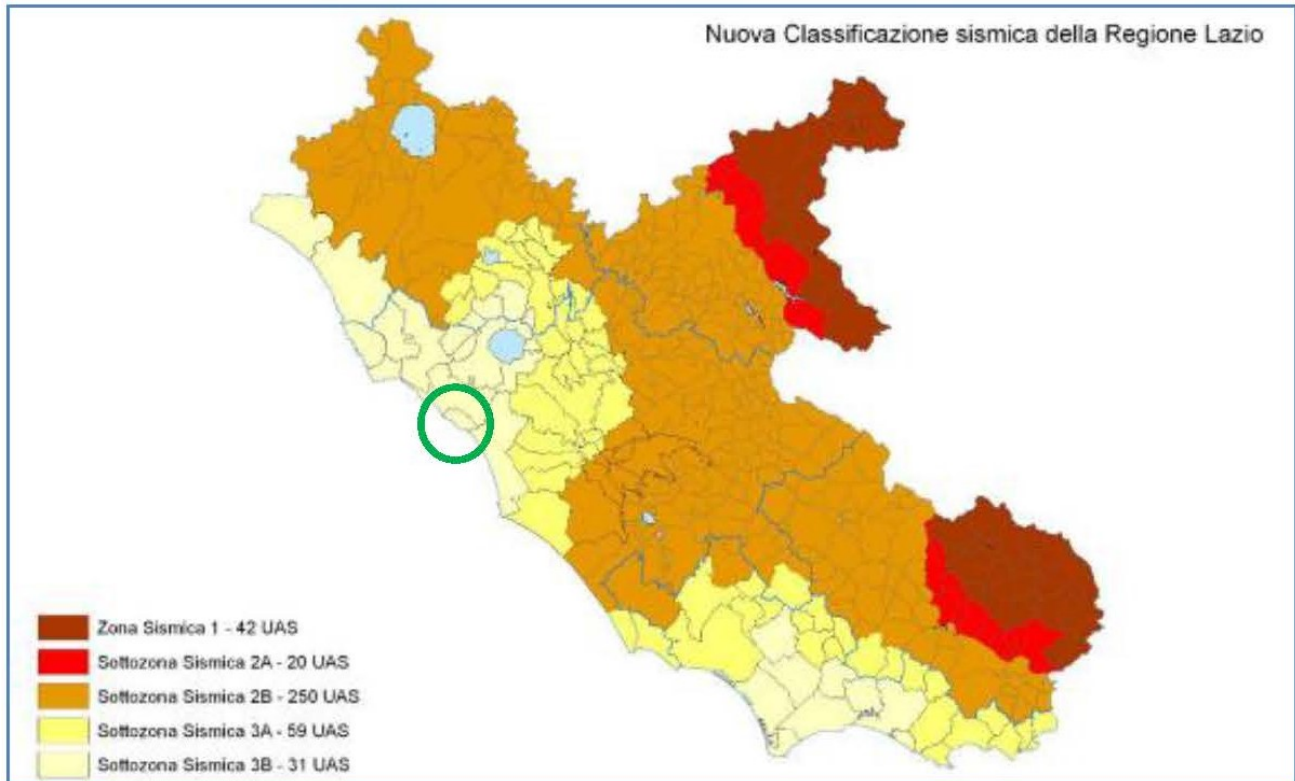 Nuova Classificazione sismica della Regione Lazio
Zona Sismica 1 - 42 UAS
Sottozona Sismica 2A - 20 UAS
Sottozona Sismica 2B - 250 UAS
Sottozona Sismica 3A - 59 UAS
Sottozona Sismica 3B - 31 UAS